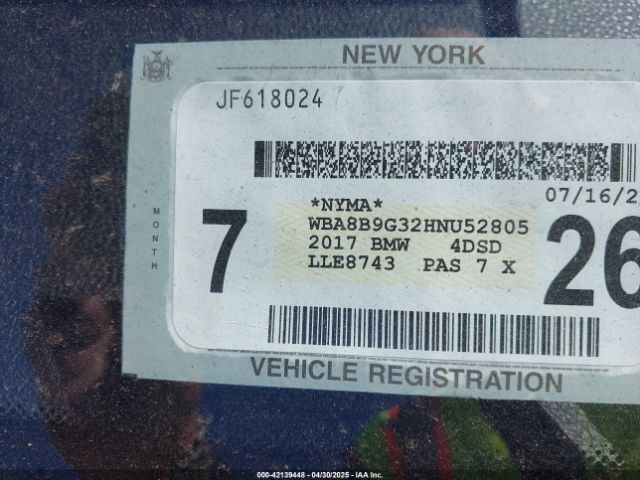 NEW YORK
JF618024
07/16/2
*NYMA*
WBA8B9G32HNU52805
2017 BMW 4DSD
LLE8743 PAS 7 X
MONTH
7
26
VEHICLE REGISTRATION
000-42139448 - 04/30/2025 - IAA Inc.